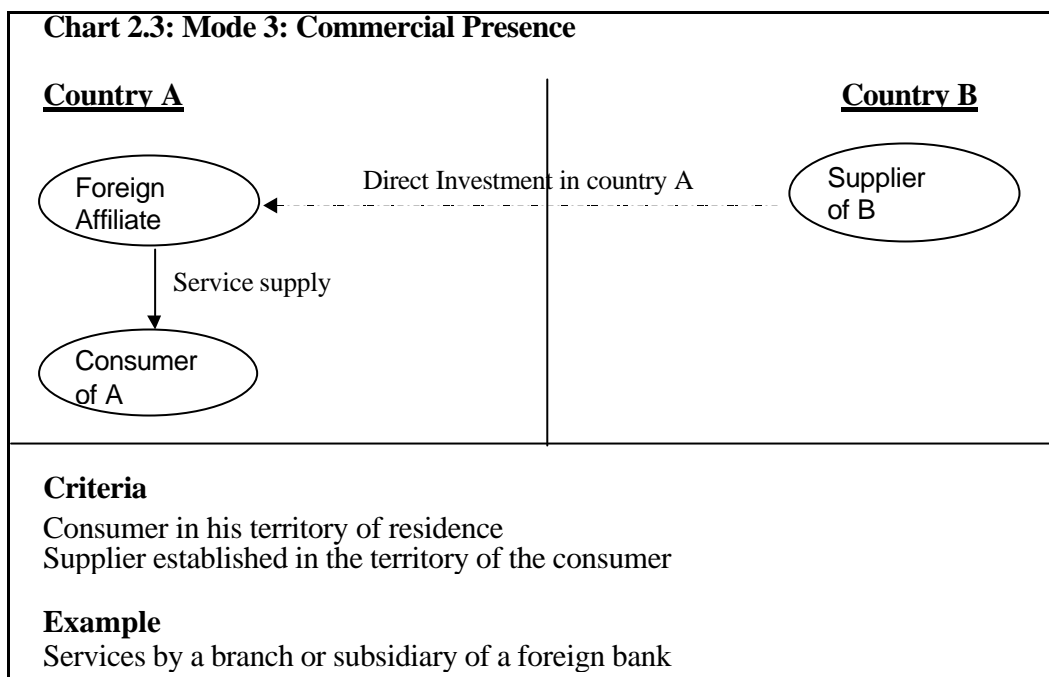 Chart 2.3: Mode 3: Commercial Presence
Country A
Country B
Foreign
Affiliate
Direct Investment in country A
Supplier
of B
Service supply
Consumer
of A
Criteria
Consumer in his territory of residence
Supplier established in the territory of the consumer
Example
Services by a branch or subsidiary of a foreign bank